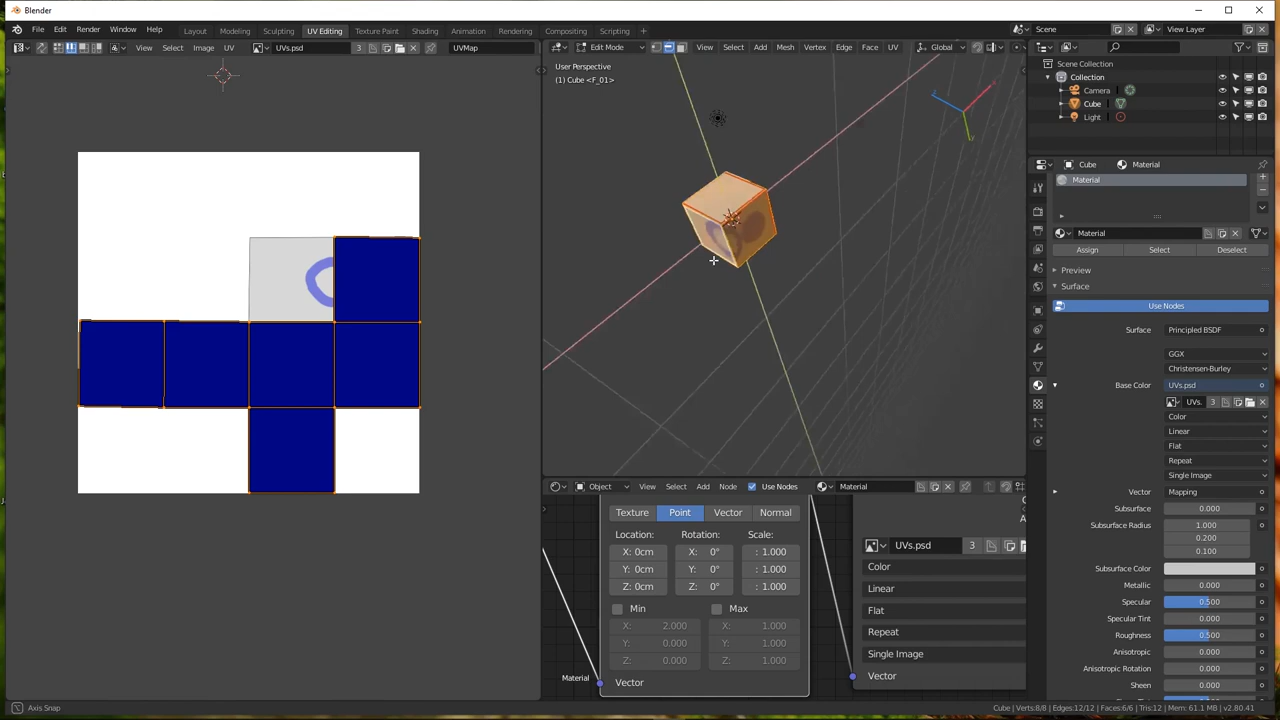 Blender
File Edit Render Window Help
Layout Modeling Sculpting UV Editing Texture Paint Shading Animation Rendering Compositing Scripting +
Scene
View Layer
View Select Image UV
UVs.psd 3
UVMap
Edit Mode
View Select Add Mesh Vertex Edge Face UV
Global
User Perspective
(1) Cube <F_01>
Scene Collection
Collection
Camera
Cube
Light
Cube
Material
Material
Material
Assign Select Deselect
Preview
Surface
Use Nodes
Surface Principled BSDF
GGX
Christensen-Burley
Base Color UVs.psd
UVs. 3
Color
Linear
Flat
Repeat
Single Image
Vector Mapping
Subsurface 0.000
Subsurface Radius 1.000
0.200
0.100
Subsurface Color
Metallic 0.000
Specular 0.500
Specular Tint 0.000
Roughness 0.500
Anisotropic 0.000
Anisotropic Rotation 0.000
Sheen 0.000
Object View Select Add Node Use Nodes Material
Texture Point Vector Normal
Location: Rotation: Scale:
X: 0cm X: 0° : 1.000
Y: 0cm Y: 0° : 1.000
Z: 0cm Z: 0° : 1.000
Min Max
X: 2.000 X: 1.000
Y: 0.000 Y: 1.000
Z: 0.000 Z: 1.000
Material
Vector
UVs.psd 3
Color
Linear
Flat
Repeat
Single Image
Vector
Axis Snap
Cube | Verts:8/8 | Edges:12/12 | Faces:6/6 | Tris:12 | Mem: 61.1 MB | v2.80.41